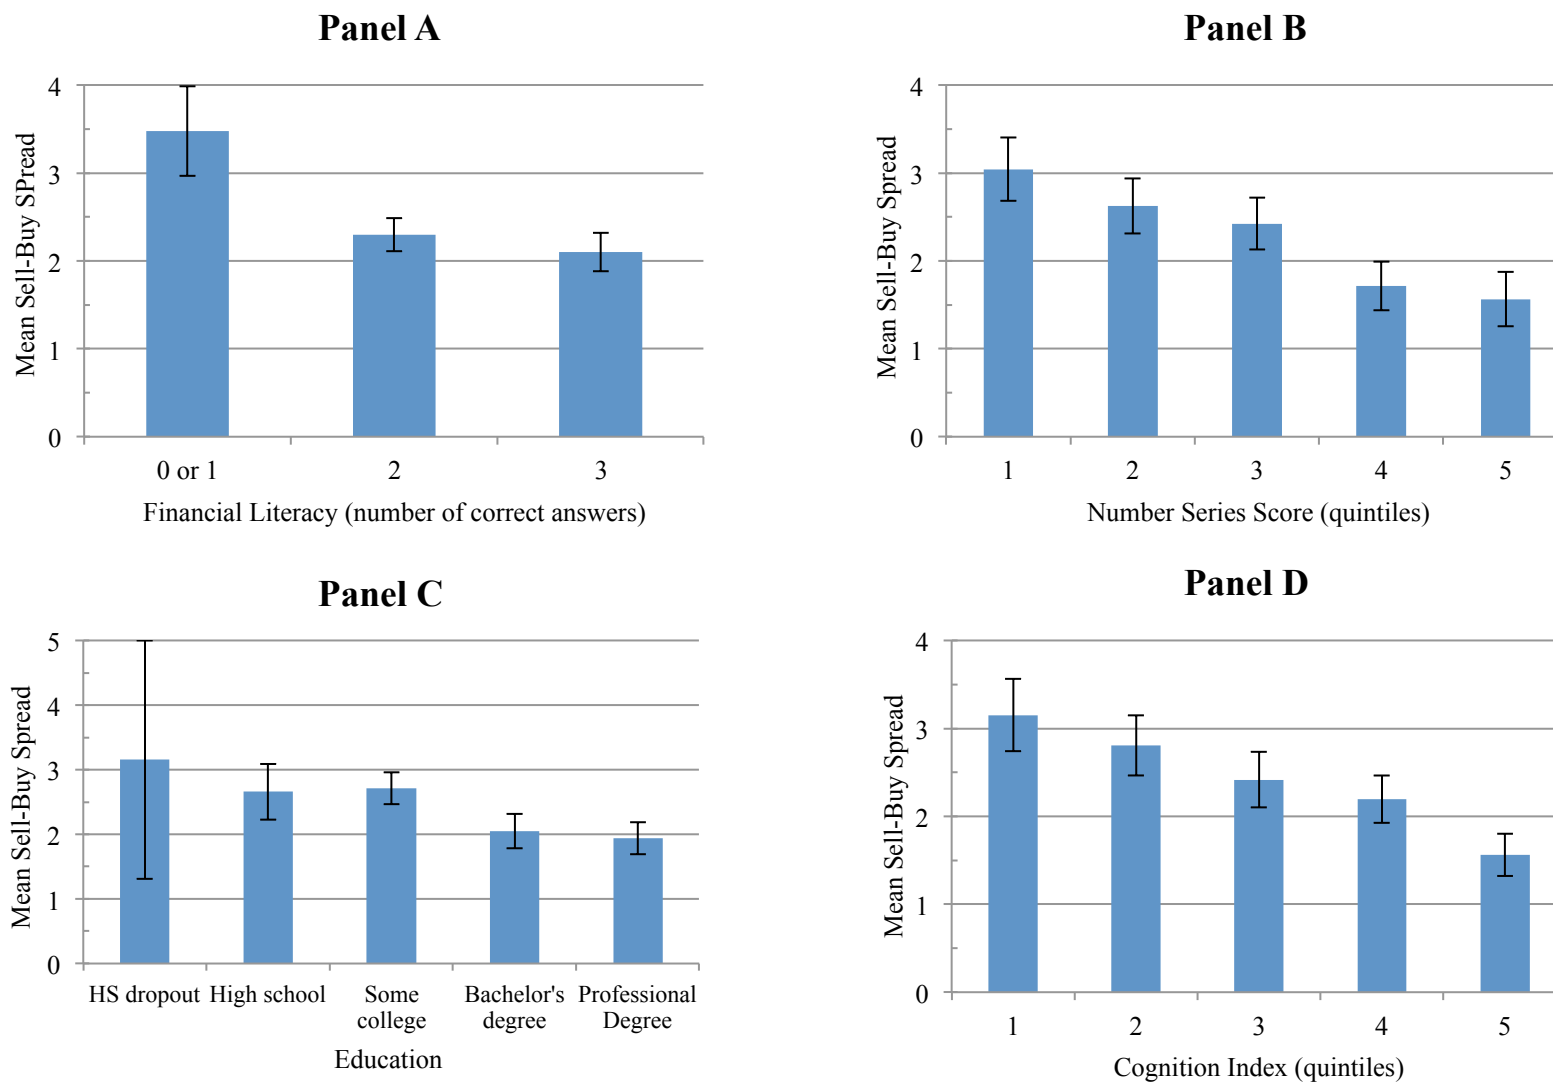 Panel A
4
3
2
1
0
Mean Sell-Buy SPread
0 or 1 2 3
Financial Literacy (number of correct answers)
Panel B
4
3
2
1
0
Mean Sell-Buy Spread
1 2 3 4 5
Number Series Score (quintiles)
Panel C
5
4
3
2
1
0
Mean Sell-Buy Spread
HS dropout High school Some Bachelor's Professional
college degree Degree
Education
Panel D
4
3
2
1
0
Mean Sell-Buy Spread
1 2 3 4 5
Cognition Index (quintiles)